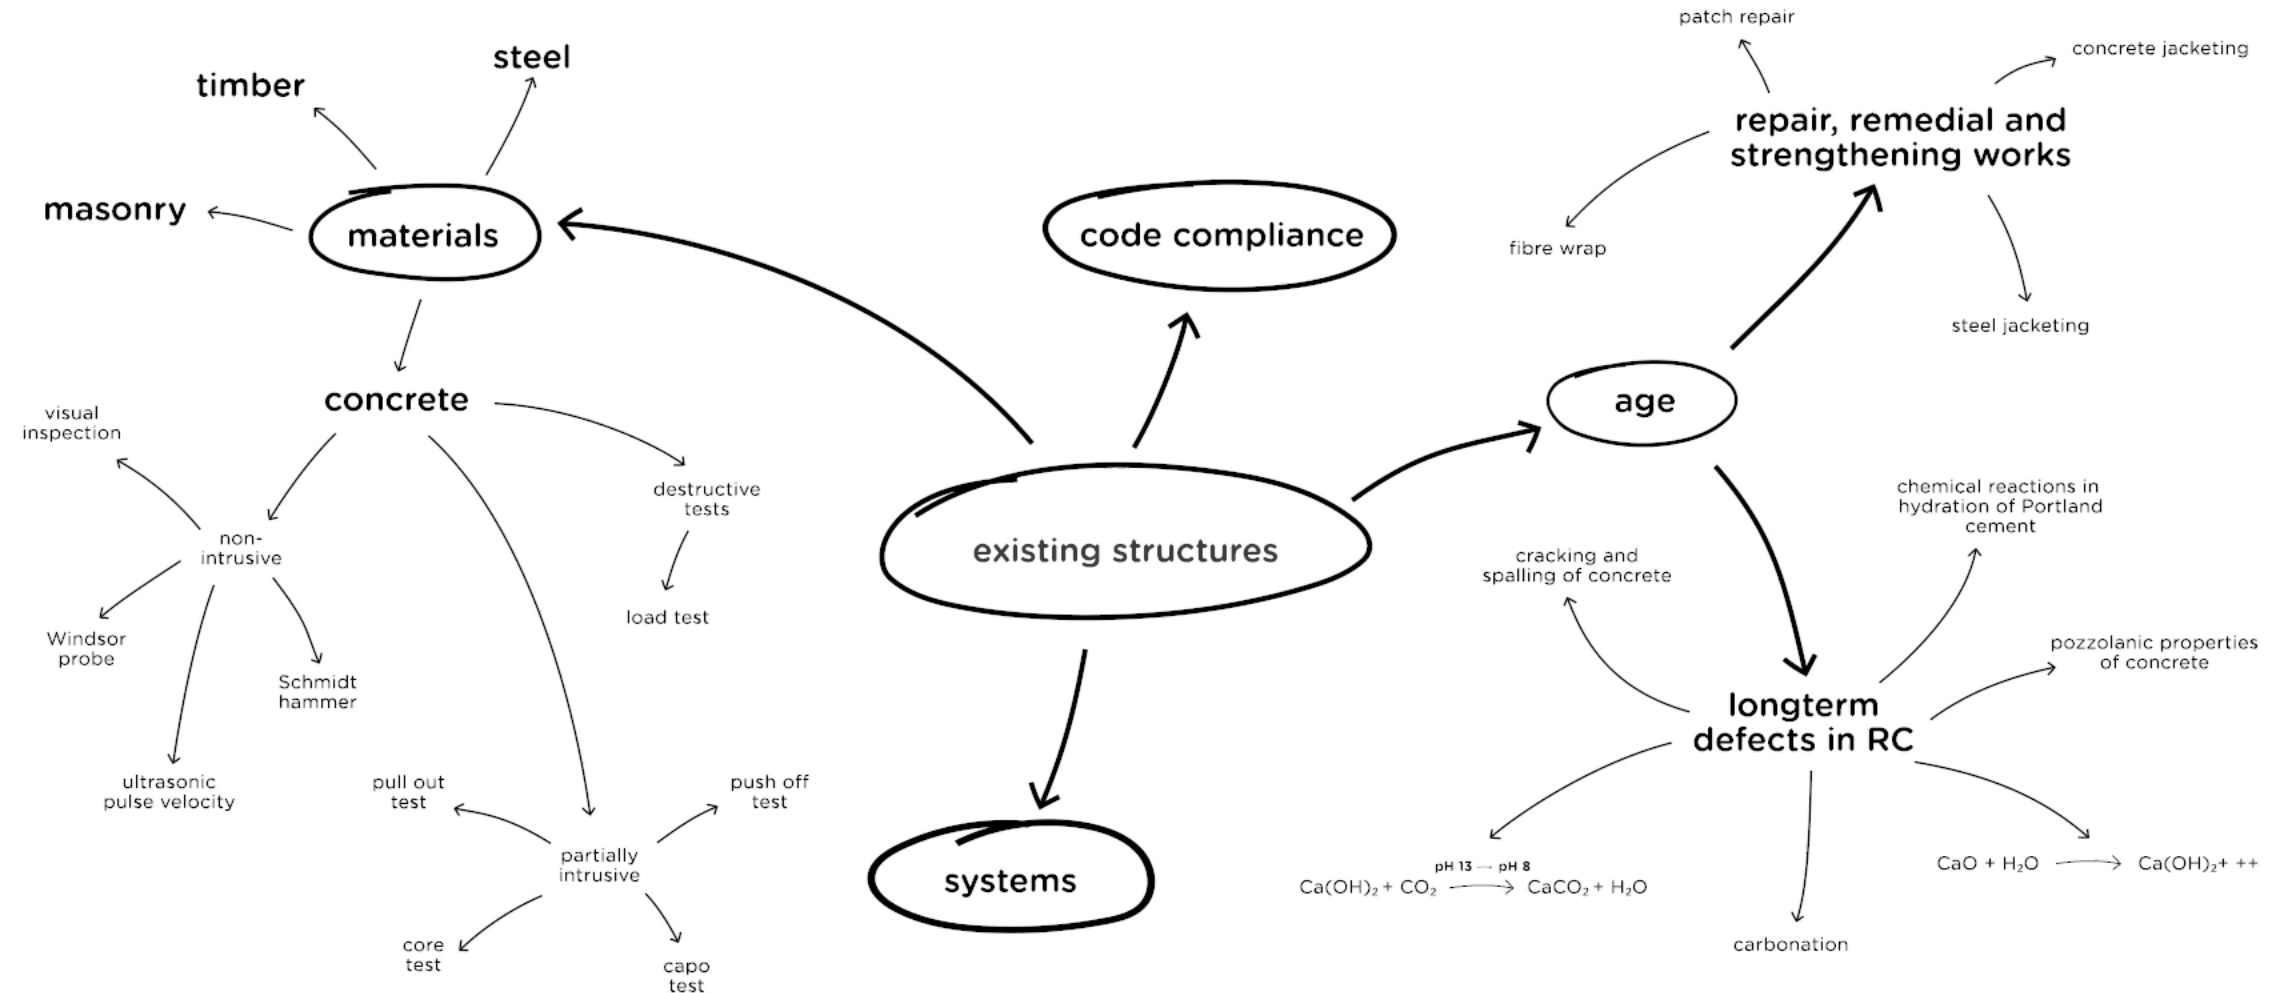 steel
timber
masonry
materials
concrete
visual
inspection
non-
intrusive
Windsor
probe
ultrasonic
pulse velocity
Schmidt
hammer
destructive
tests
load test
partially
intrusive
pull out
test
push off
test
core
test
capo
test
code compliance
existing structures
systems
age
repair, remedial and
strengthening works
patch repair
concrete jacketing
fibre wrap
steel jacketing
longterm
defects in RC
cracking and
spalling of concrete
chemical reactions in
hydration of Portland
cement
pozzolanic properties
of concrete
pH 13 → pH 8
Ca(OH)₂ + CO₂ → CaCO₂ + H₂O
carbonation
CaO + H₂O → Ca(OH)₂+ ++